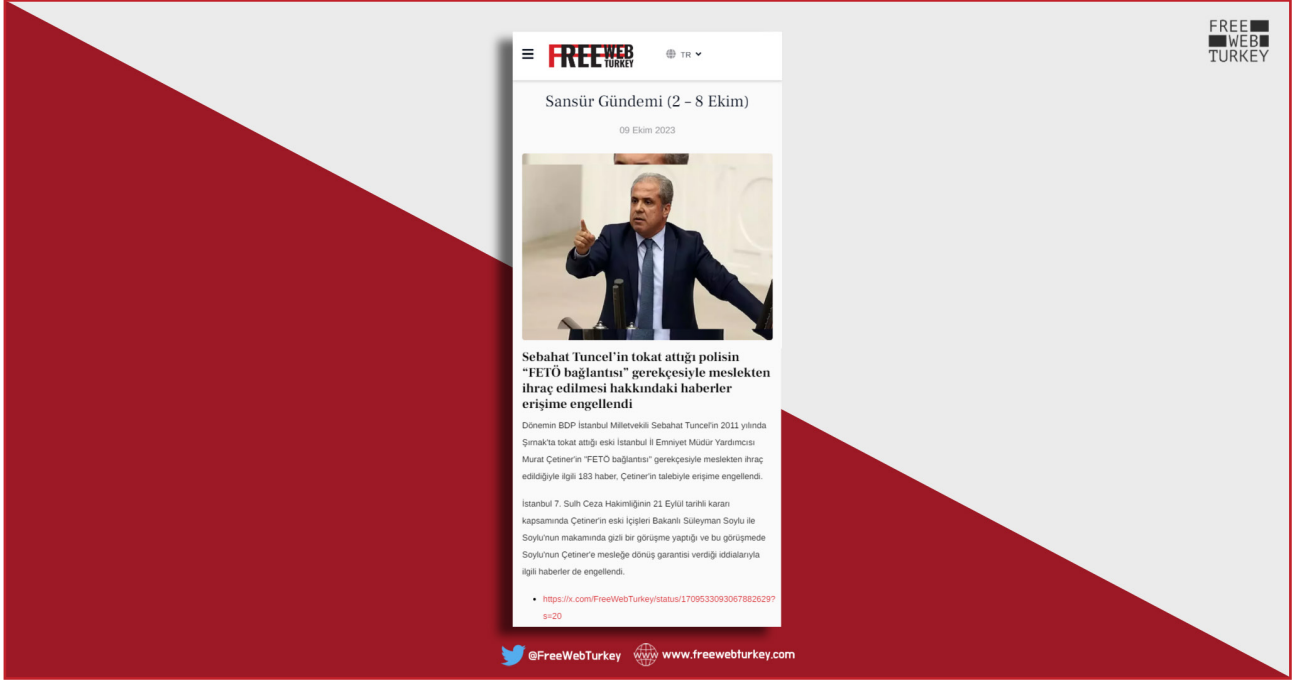 FREE
WEB
TURKEY
FREEWEB
TURKEY
TR
Sansür Gündemi (2 – 8 Ekim)
09 Ekim 2023
Sebahat Tuncel’in tokat attığı polisin
“FETÖ bağlantısı” gerekçesiyle meslekten
ihraç edilmesi hakkındaki haberler
erişime engellendi
Dönemin BDP İstanbul Milletvekili Sebahat Tuncel'in 2011 yılında
Şırnak'ta tokat attığı eski İstanbul İl Emniyet Müdür Yardımcısı
Murat Çetiner'in "FETÖ bağlantısı" gerekçesiyle meslekten ihraç
edildiğiyle ilgili 183 haber, Çetiner'in talebiyle erişime engellendi.
İstanbul 7. Sulh Ceza Hakimliğinin 21 Eylül tarihli kararı
kapsamında Çetiner'in eski İçişleri Bakanlı Süleyman Soylu ile
Soylu'nun makamında gizli bir görüşme yaptığı ve bu görüşmede
Soylu'nun Çetiner'e mesleğe dönüş garantisi verdiği iddialarıyla
ilgili haberler de engellendi.
• https://x.com/FreeWebTurkey/status/1709533093067882629?
s=20
@FreeWebTurkey www www.freewebturkey.com